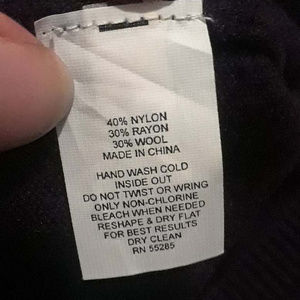 40% NYLON
30% RAYON
30% WOOL
MADE IN CHINA
HAND WASH COLD
INSIDE OUT
DO NOT TWIST OR WRING
ONLY NON-CHLORINE
BLEACH WHEN NEEDED
RESHAPE & DRY FLAT
FOR BEST RESULTS
DRY CLEAN
RN 55285